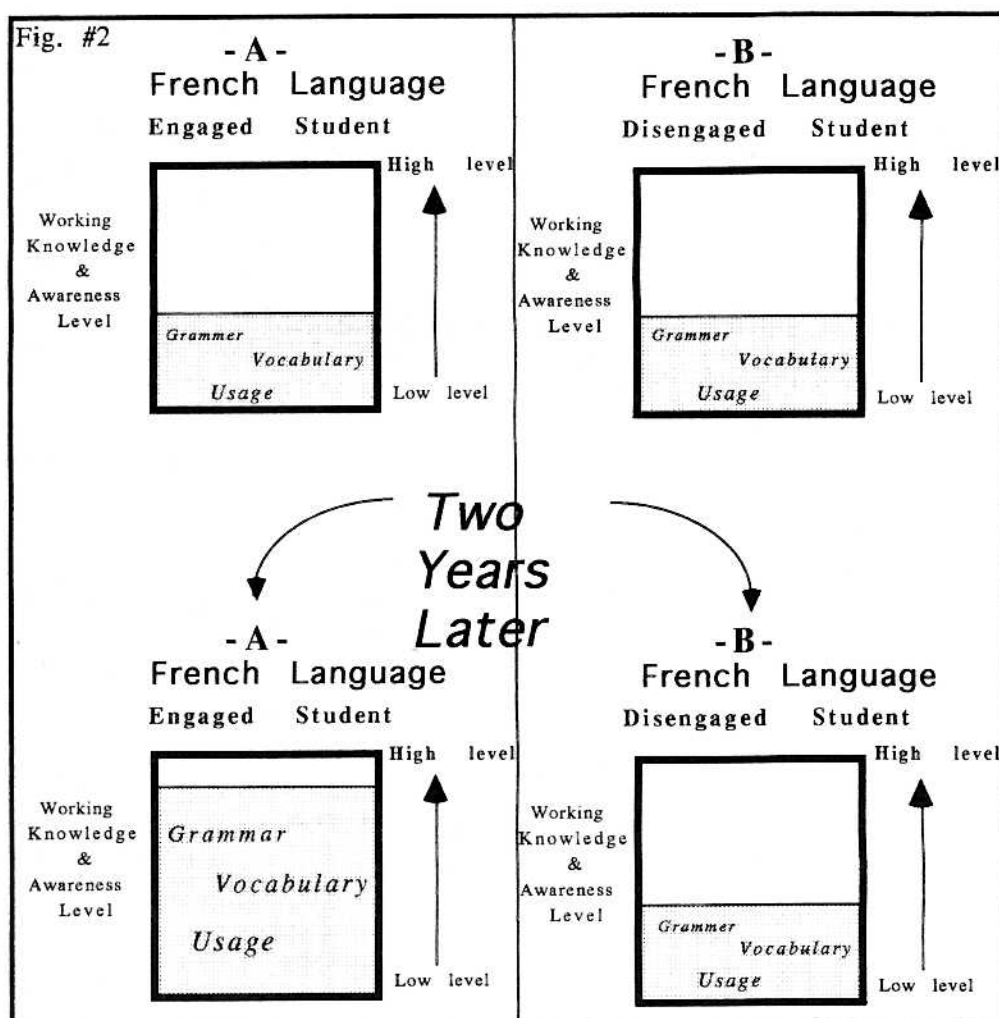 Fig. #2
- A -
French Language
Engaged Student
High level
Working
Knowledge
&
Awareness
Level
Grammer
Vocabulary
Usage
Low level
- B -
French Language
Disengaged Student
High level
Working
Knowledge
&
Awareness
Level
Grammer
Vocabulary
Usage
Low level
Two
Years
Later
- A -
French Language
Engaged Student
High level
Working
Knowledge
&
Awareness
Level
Grammar
Vocabulary
Usage
Low level
- B -
French Language
Disengaged Student
High level
Working
Knowledge
&
Awareness
Level
Grammer
Vocabulary
Usage
Low level